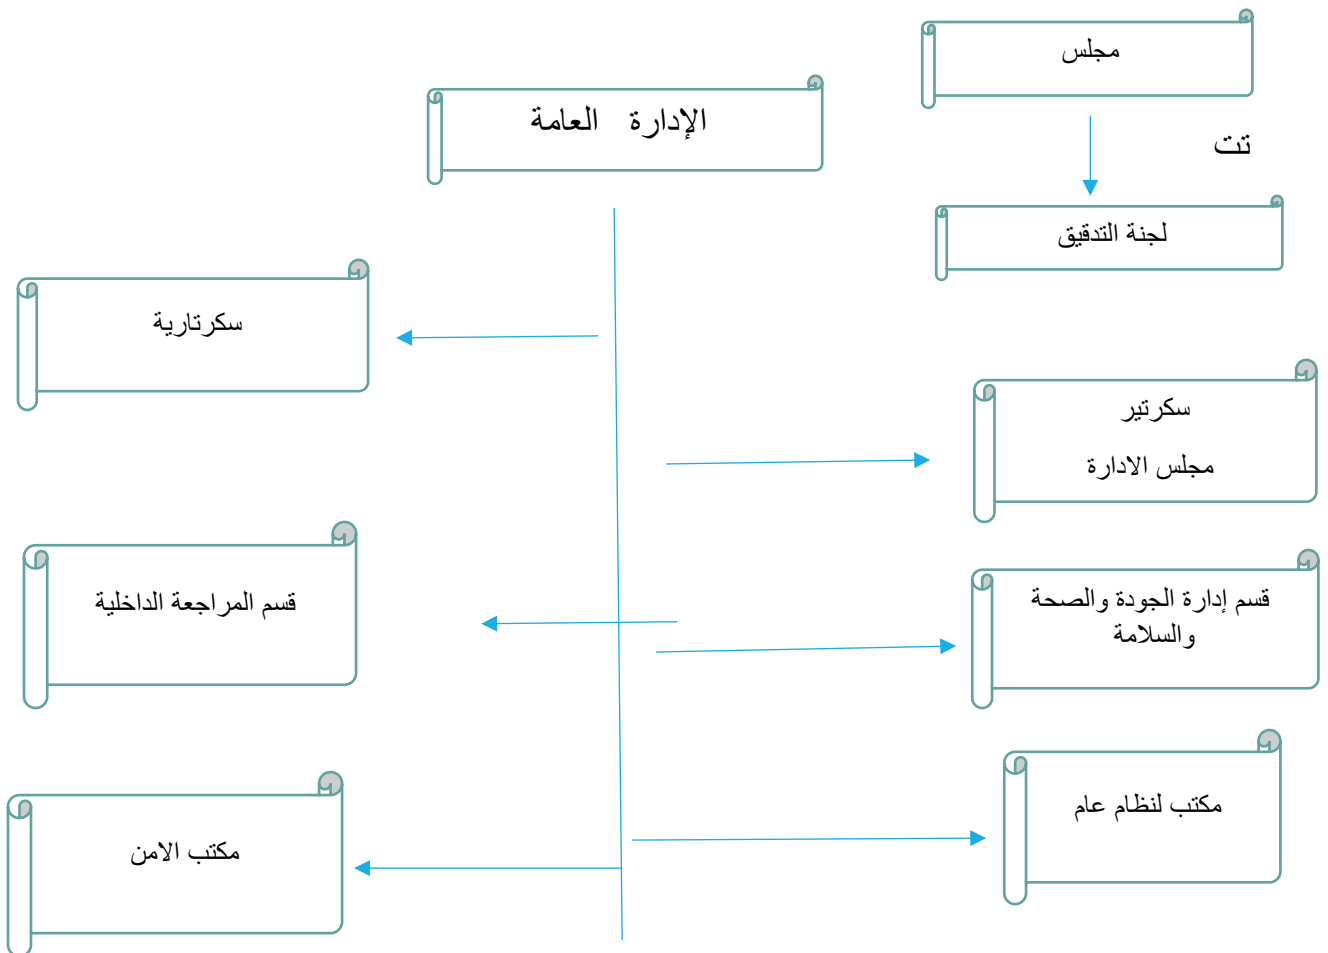 مجلس
الإدارة العامة
تت
لجنة التدقيق
سكرتارية
سكرتير
مجلس الادارة
قسم المراجعة الداخلية
قسم إدارة الجودة والصحة
والسلامة
مكتب لنظام عام
مكتب الامن